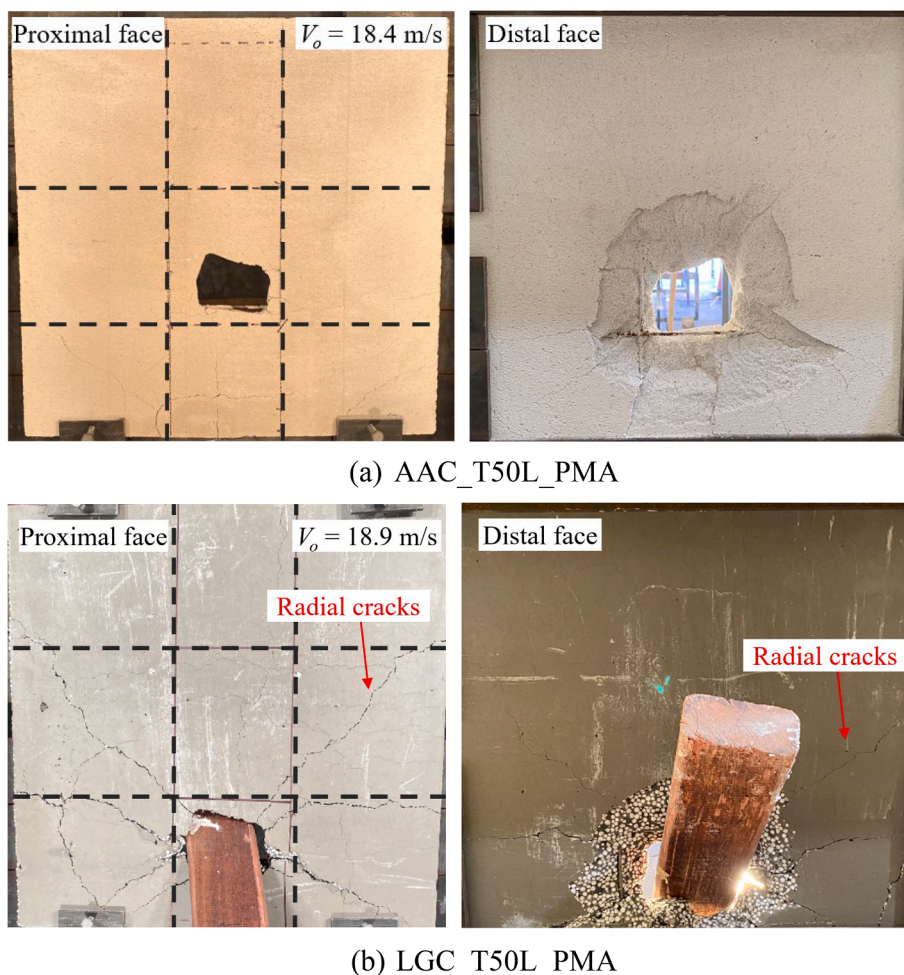 Proximal face
V_o = 18.4 m/s
Distal face
(a) AAC_T50L_PMA
Proximal face
V_o = 18.9 m/s
Distal face
Radial cracks
Radial cracks
(b) LGC_T50L_PMA